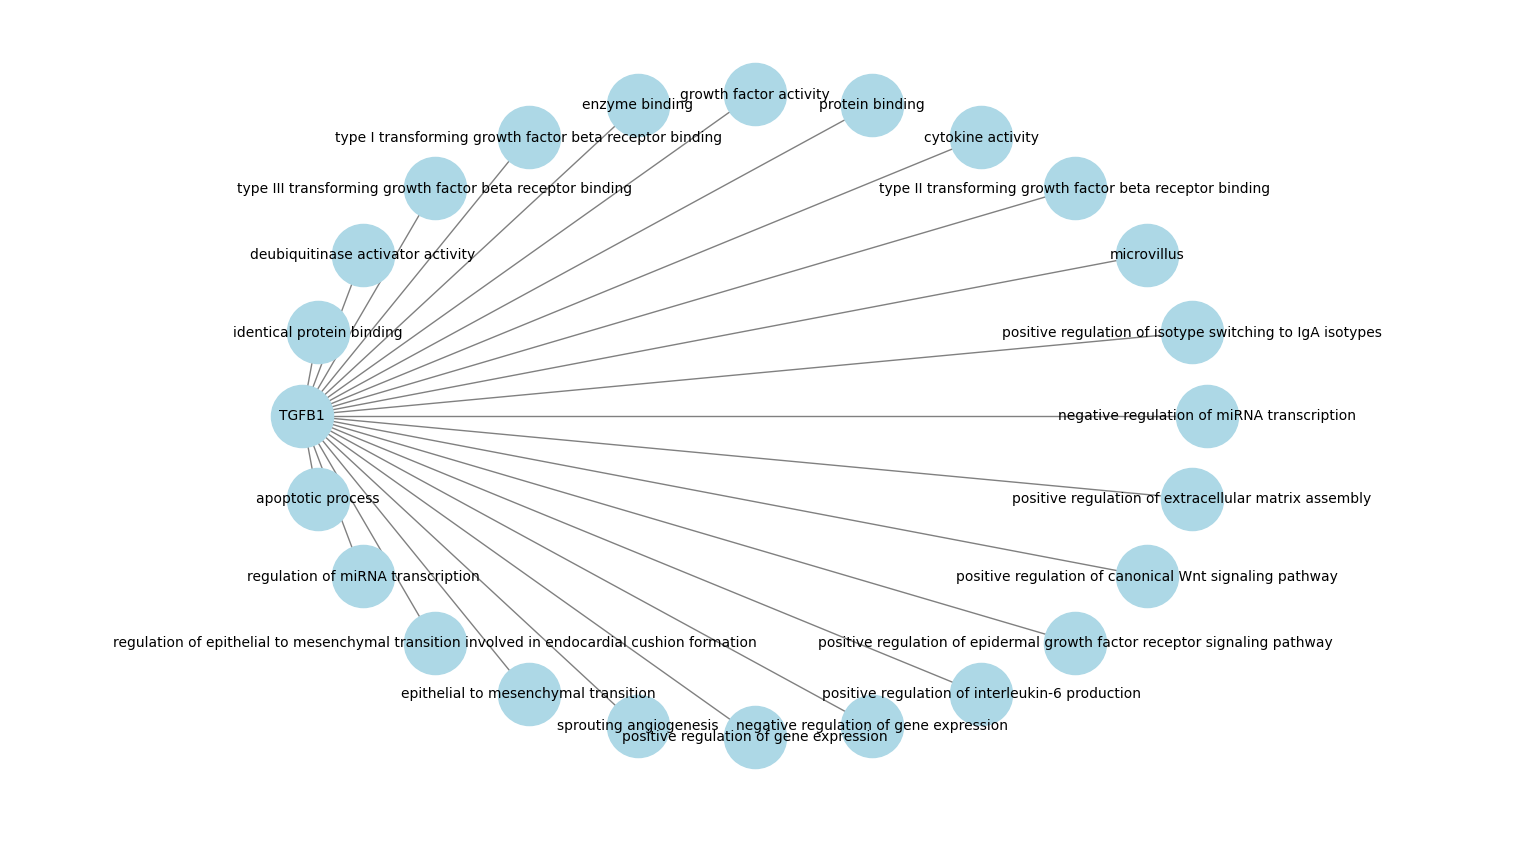 growth factor activity
enzyme binding
protein binding
type I transforming growth factor beta receptor binding
cytokine activity
type III transforming growth factor beta receptor binding
type II transforming growth factor beta receptor binding
deubiquitinase activator activity
microvillus
identical protein binding
positive regulation of isotype switching to IgA isotypes
TGFB1
negative regulation of miRNA transcription
apoptotic process
positive regulation of extracellular matrix assembly
regulation of miRNA transcription
positive regulation of canonical Wnt signaling pathway
regulation of epithelial to mesenchymal transition involved in endocardial cushion formation
positive regulation of epidermal growth factor receptor signaling pathway
epithelial to mesenchymal transition
positive regulation of interleukin-6 production
sprouting angiogenesis
negative regulation of gene expression
positive regulation of gene expression